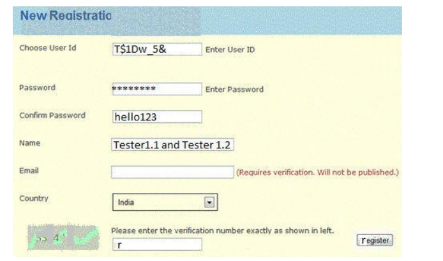 New Registratic
Choose User Id T$1Dw_5& Enter User ID
Password ******** Enter Password
Confirm Password hello123
Name Tester1.1 and Tester 1.2
Email (Requires verification. Will not be published.)
Country India
Please enter the verification number exactly as shown in left.
r register